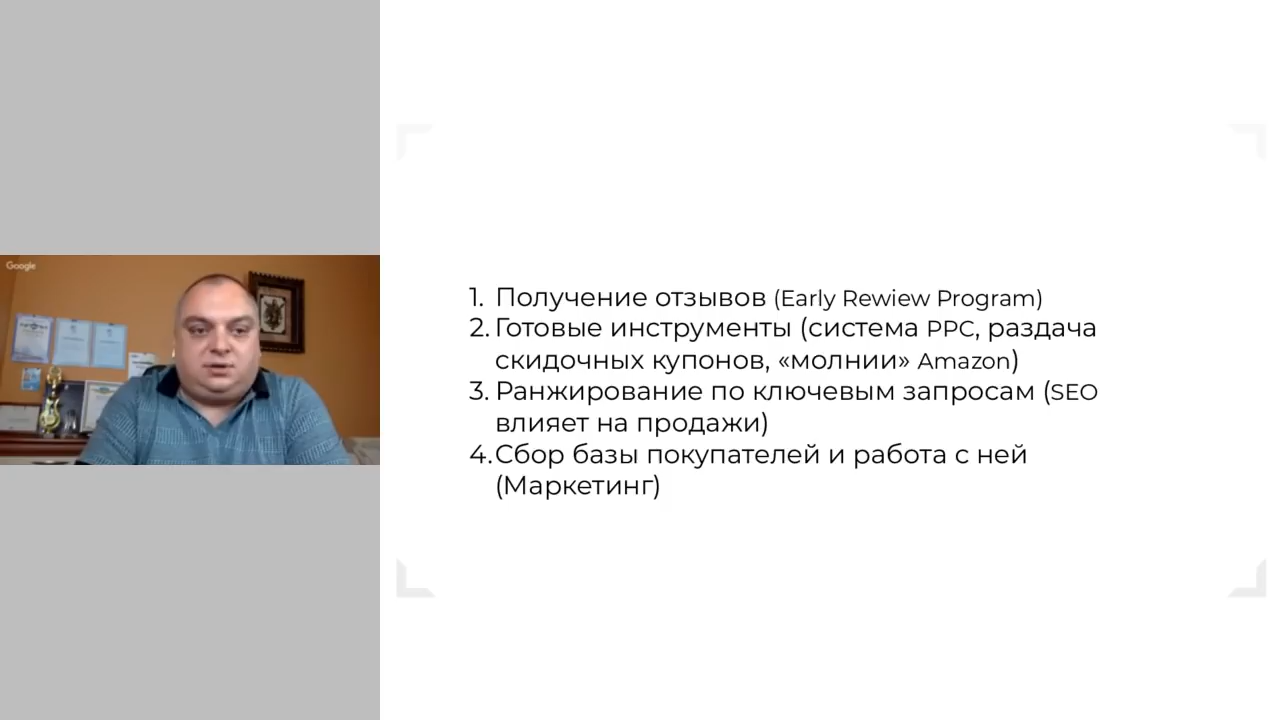 Google
1. Получение отзывов (Early Rewiew Program)
2. Готовые инструменты (система PPC, раздача
скидочных купонов, «молнии» Amazon)
3. Ранжирование по ключевым запросам (SEO
влияет на продажи)
4. Сбор базы покупателей и работа с ней
(Маркетинг)